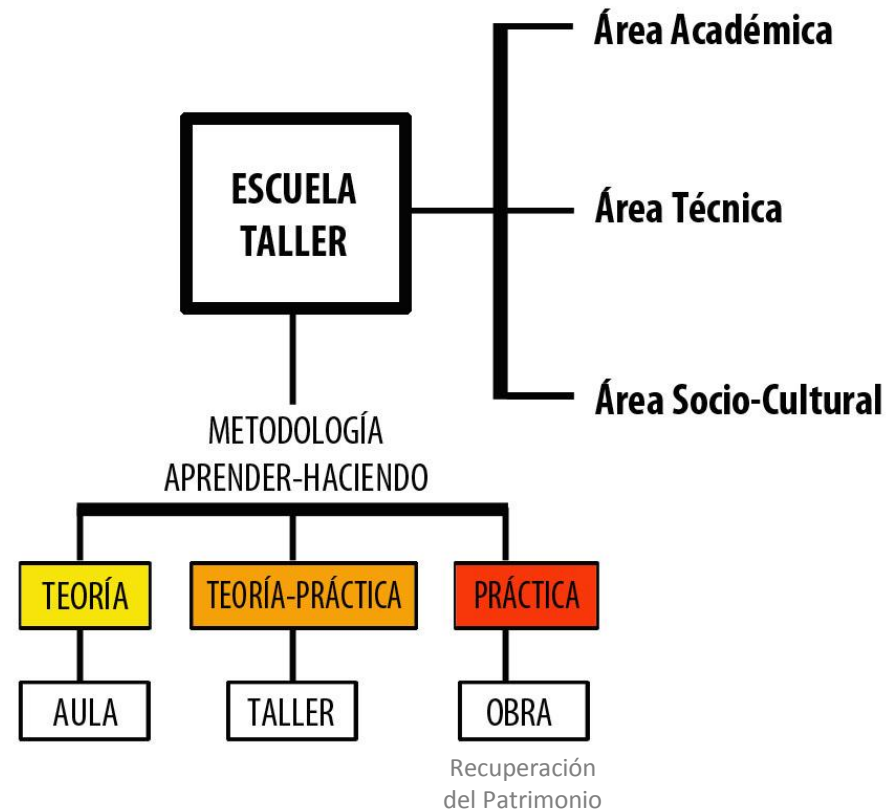 Área Académica
ESCUELA
TALLER
Área Técnica
Área Socio-Cultural
METODOLOGÍA
APRENDER-HACIENDO
TEORÍA
TEORÍA-PRÁCTICA
PRÁCTICA
AULA
TALLER
OBRA
Recuperación
del Patrimonio